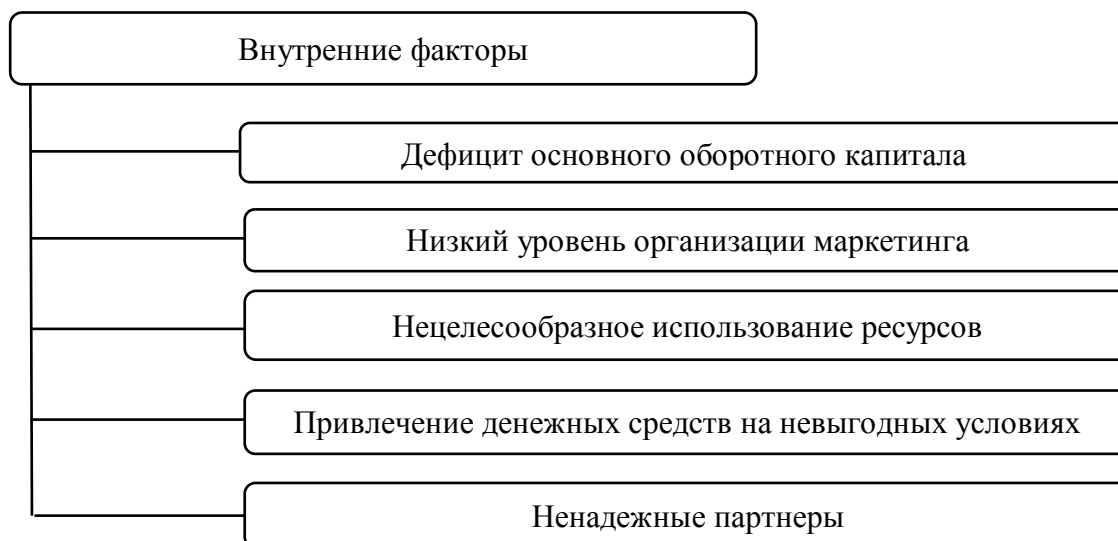 Внутренние факторы
Дефицит основного оборотного капитала
Низкий уровень организации маркетинга
Нецелесообразное использование ресурсов
Привлечение денежных средств на невыгодных условиях
Ненадежные партнеры